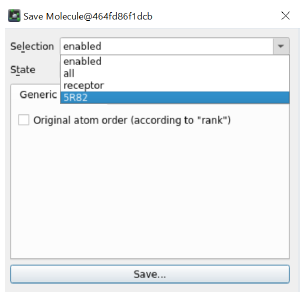 Save Molecule@464fd86f1dcb
Selection enabled
enabled
State
all
receptor
Generic
5R82
Original atom order (according to "rank")
Save...